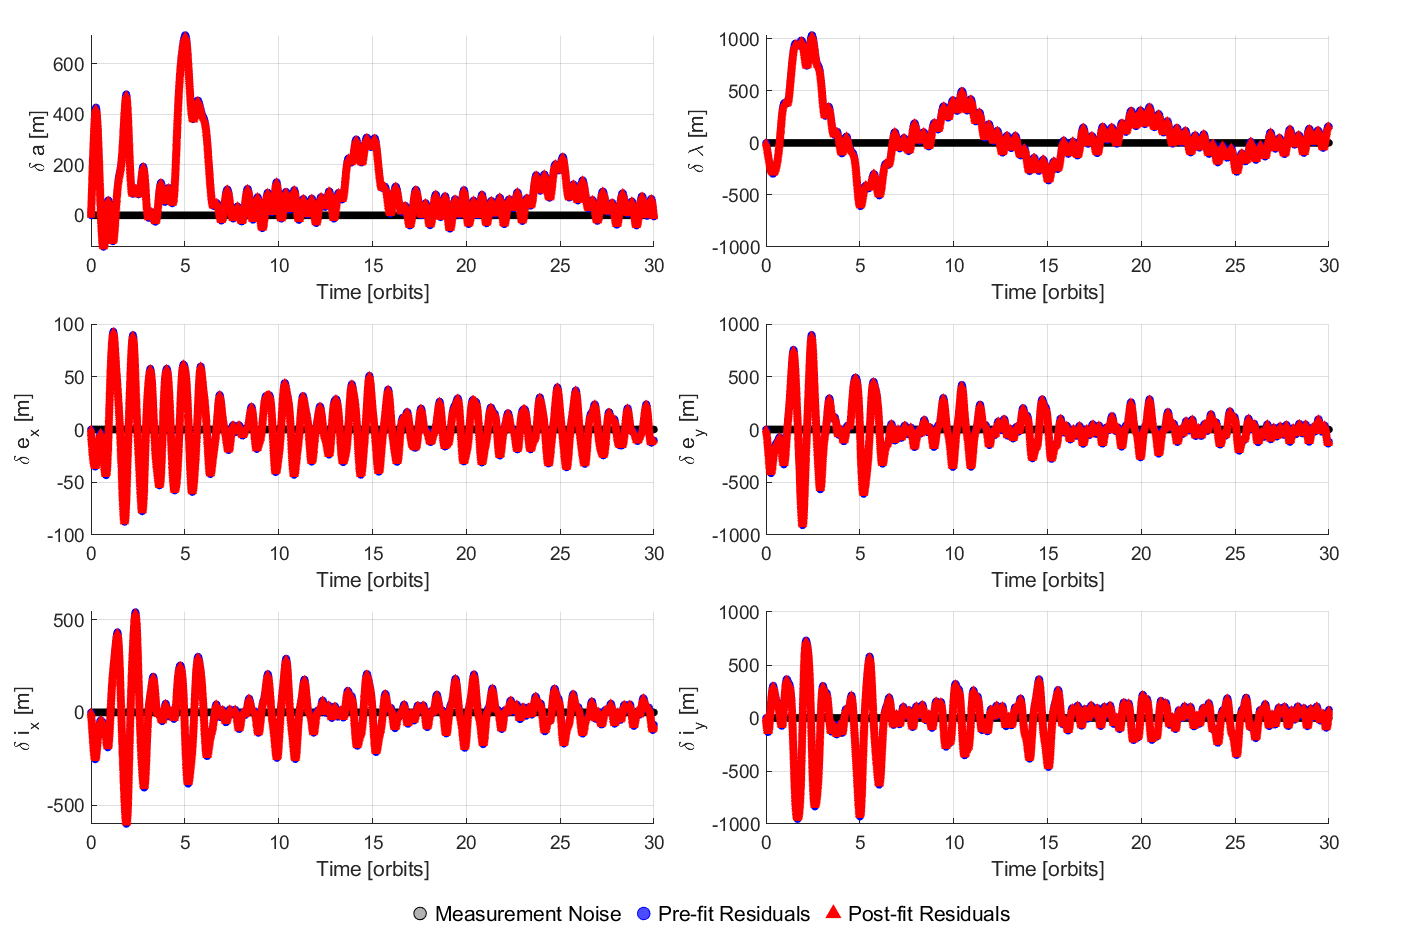 600
400
200
0
δ a [m]
0 5 10 15 20 25 30
Time [orbits]
1000
500
0
-500
-1000
δ λ [m]
0 5 10 15 20 25 30
Time [orbits]
100
50
0
-50
-100
δ e_x [m]
0 5 10 15 20 25 30
Time [orbits]
1000
500
0
-500
-1000
δ e_y [m]
0 5 10 15 20 25 30
Time [orbits]
500
0
-500
δ i_x [m]
0 5 10 15 20 25 30
Time [orbits]
1000
500
0
-500
-1000
δ i_y [m]
0 5 10 15 20 25 30
Time [orbits]
Measurement Noise Pre-fit Residuals Post-fit Residuals